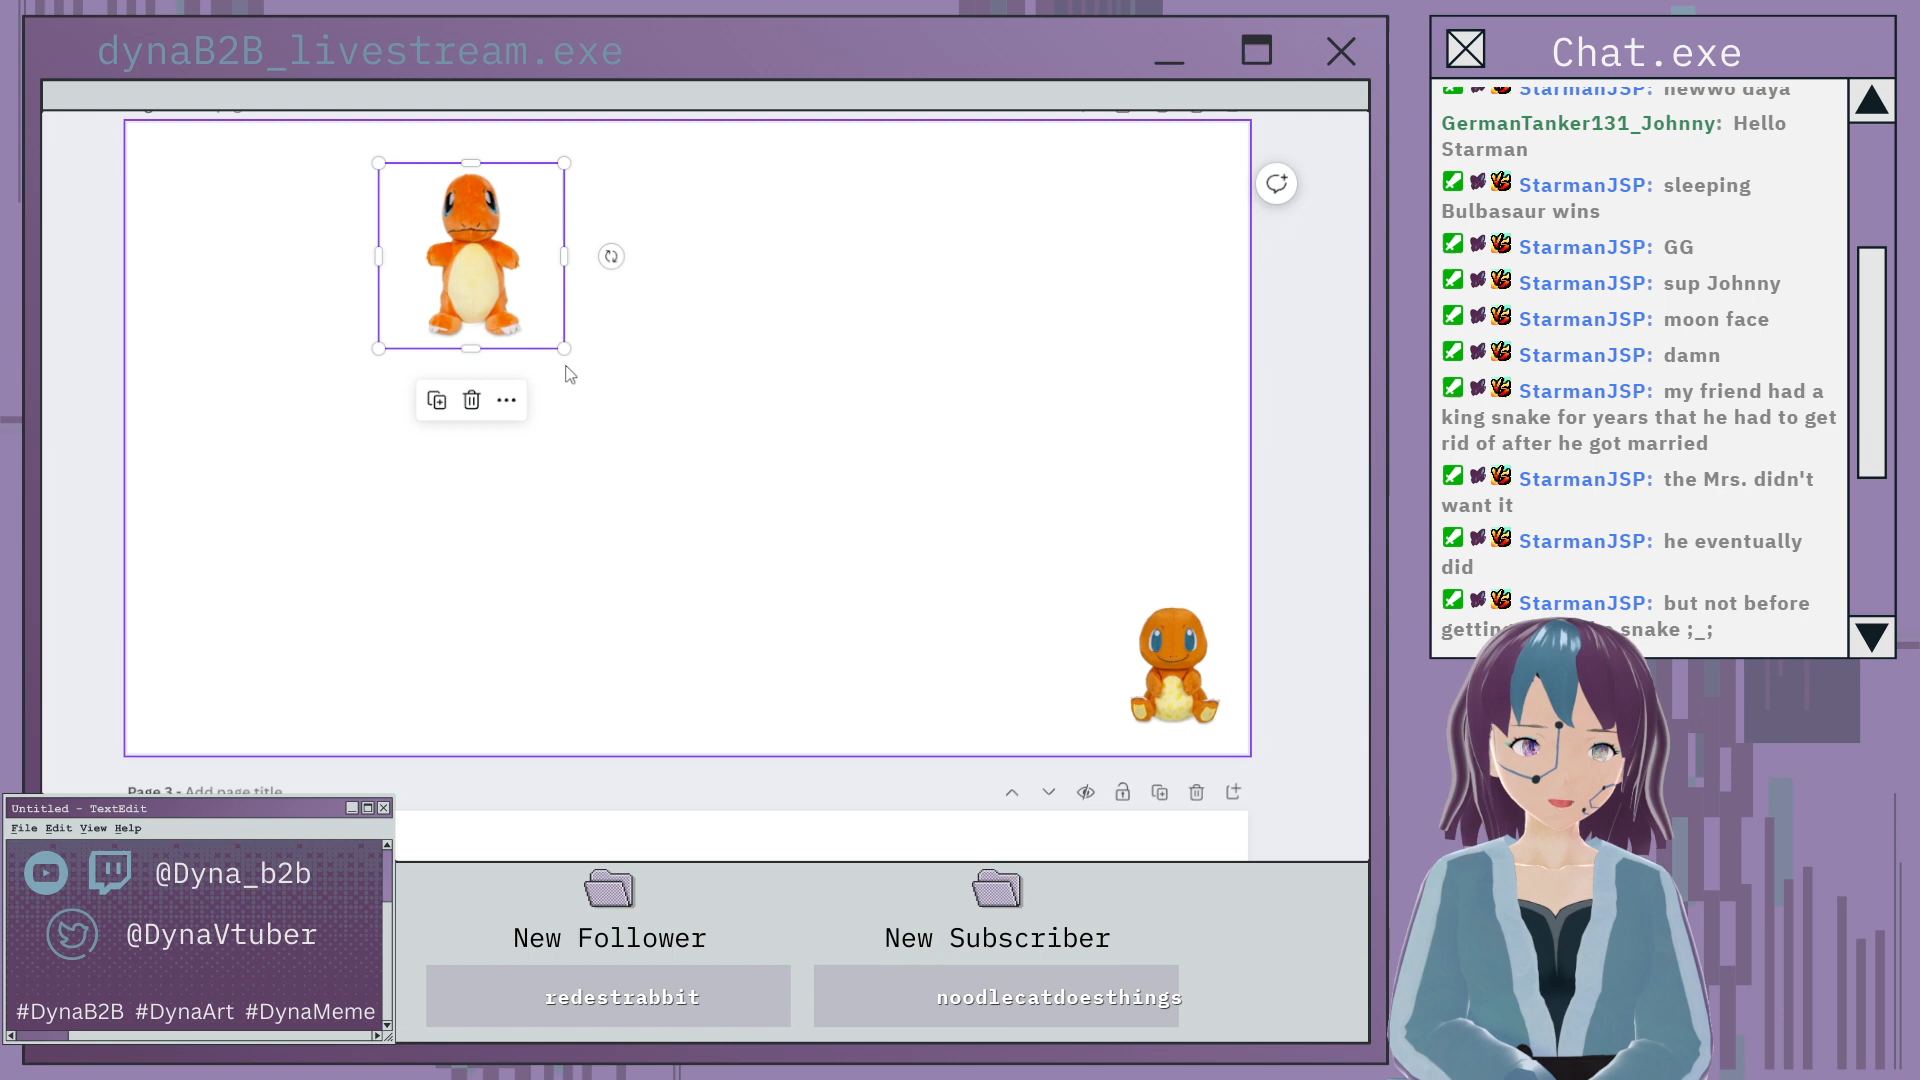 dynaB2B_livestream.exe
Chat.exe
StarmanJSP: hewwo daya
GermanTanker131_Johnny: Hello
Starman
StarmanJSP: sleeping
Bulbasaur wins
StarmanJSP: GG
StarmanJSP: sup Johnny
StarmanJSP: moon face
StarmanJSP: damn
StarmanJSP: my friend had a
king snake for years that he had to get
rid of after he got married
StarmanJSP: the Mrs. didn't
want it
StarmanJSP: he eventually
did
StarmanJSP: but not before
snake ;_;
Page 3 - Add page title
Untitled - TextEdit
File Edit View Help
@Dyna_b2b
@DynaVtuber
#DynaB2B #DynaArt #DynaMeme
New Follower
redestrabbit
New Subscriber
noodlecatdoesthings